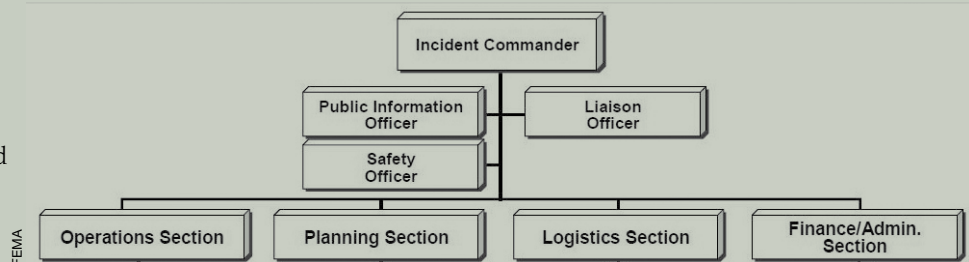 Incident Commander
Public Information
Officer
Liaison
Officer
Safety
Officer
d
FEMA
Operations Section
Planning Section
Logistics Section
Finance/Admin.
Section